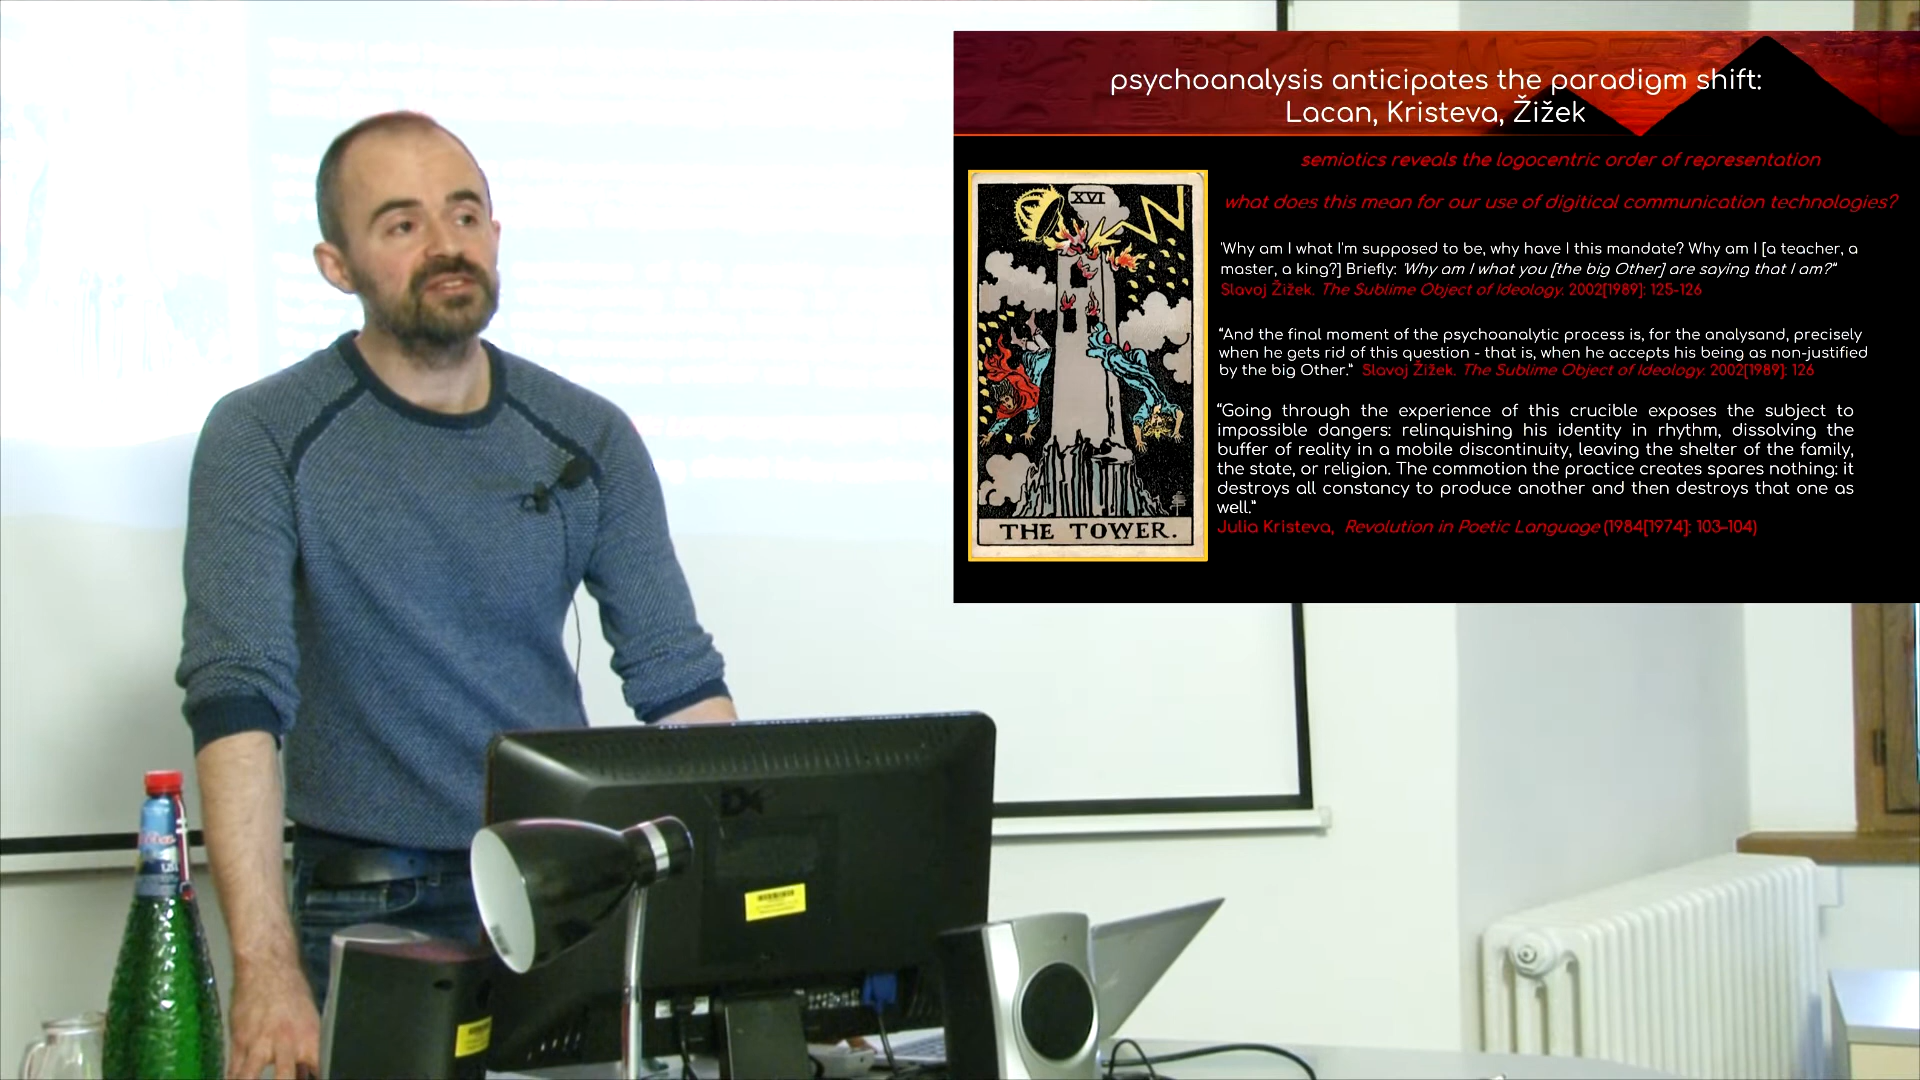 psychoanalysis anticipates the paradigm shift:
Lacan, Kristeva, Žižek
semiotics reveals the logocentric order of representation
what does this mean for our use of digitical communication technologies?
XVI
THE TOWER.
'Why am I what I'm supposed to be, why have I this mandate? Why am I [a teacher, a
master, a king?] Briefly: 'Why am I what you [the big Other] are saying that I am?"
Slavoj Žižek. The Sublime Object of Ideology. 2002[1989]: 125-126
"And the final moment of the psychoanalytic process is, for the analysand, precisely
when he gets rid of this question - that is, when he accepts his being as non-justified
by the big Other." Slavoj Žižek. The Sublime Object of Ideology. 2002[1989]: 126
"Going through the experience of this crucible exposes the subject to
impossible dangers: relinquishing his identity in rhythm, dissolving the
buffer of reality in a mobile discontinuity, leaving the shelter of the family,
the state, or religion. The commotion the practice creates spares nothing: it
destroys all constancy to produce another and then destroys that one as
well."
Julia Kristeva, Revolution in Poetic Language (1984[1974]: 103–104)